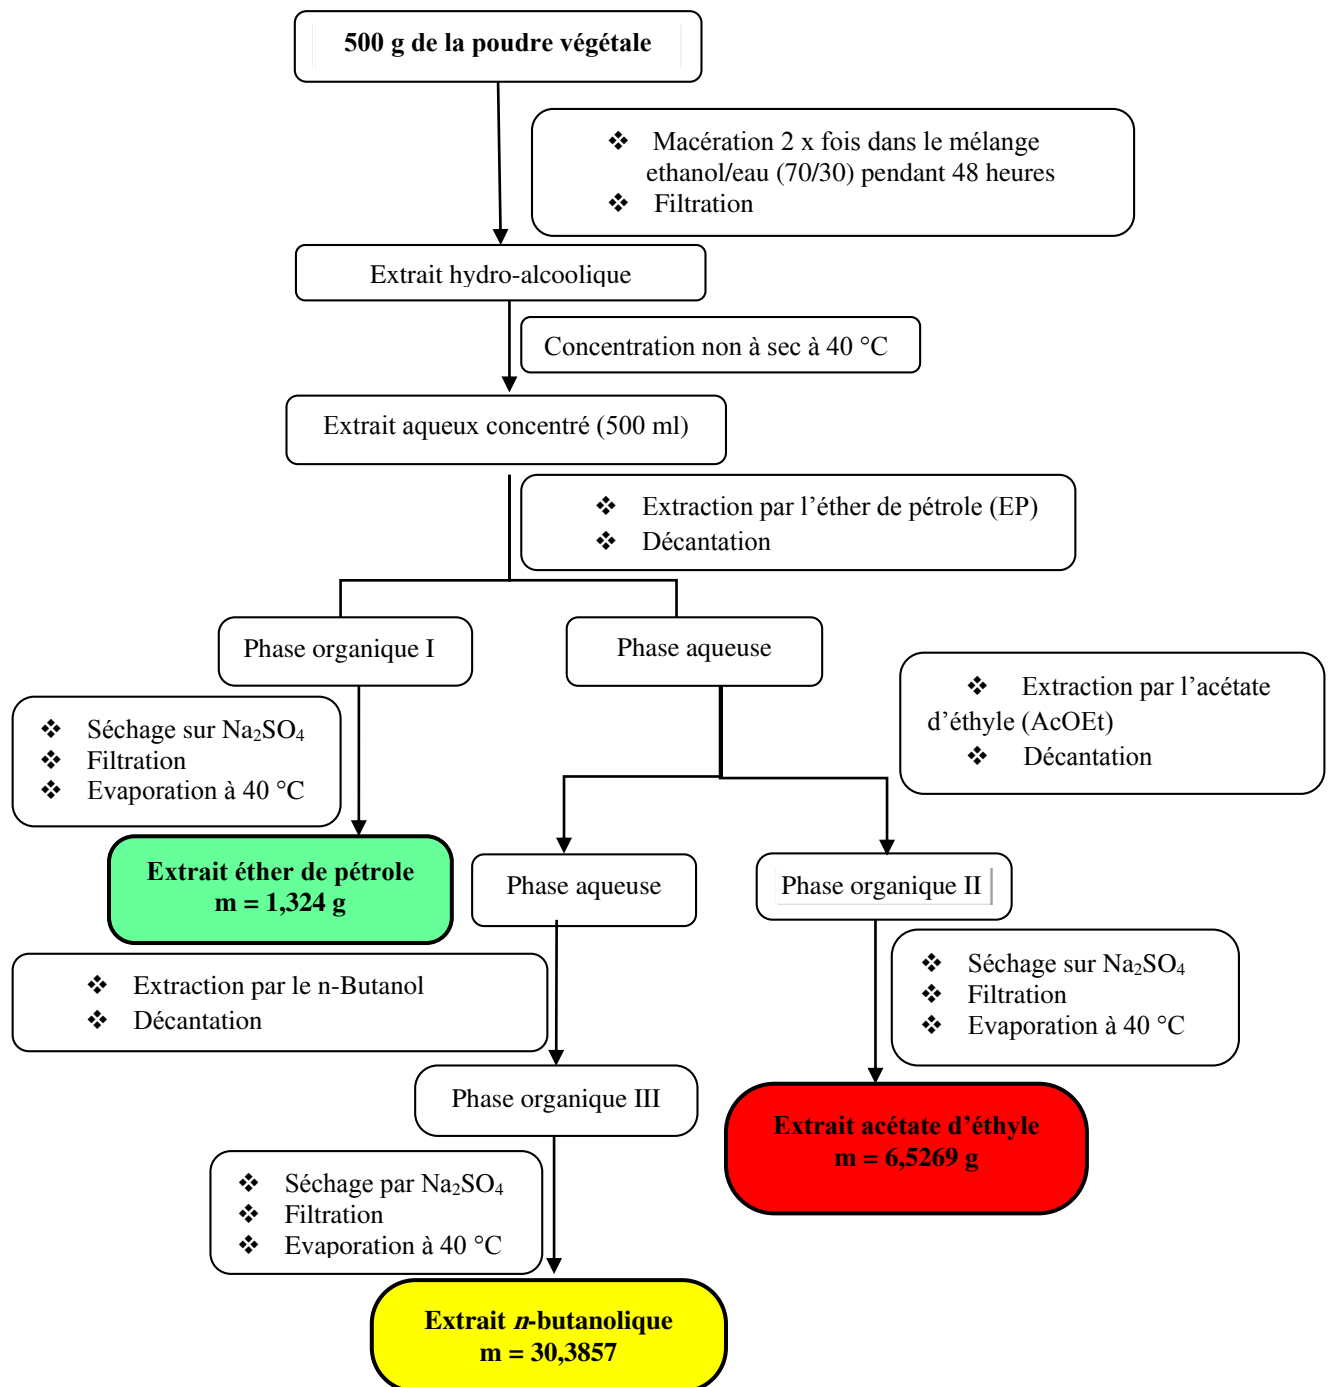 500 g de la poudre végétale
❖ Macération 2 x fois dans le mélange
ethanol/eau (70/30) pendant 48 heures
❖ Filtration
Extrait hydro-alcoolique
Concentration non à sec à 40 °C
Extrait aqueux concentré (500 ml)
❖ Extraction par l’éther de pétrole (EP)
❖ Décantation
Phase organique I
Phase aqueuse
❖ Extraction par l’acétate
d’éthyle (AcOEt)
❖ Décantation
❖ Séchage sur Na₂SO₄
❖ Filtration
❖ Evaporation à 40 °C
Extrait éther de pétrole
m = 1,324 g
Phase aqueuse
Phase organique II
❖ Extraction par le n-Butanol
❖ Décantation
❖ Séchage sur Na₂SO₄
❖ Filtration
❖ Evaporation à 40 °C
Phase organique III
Extrait acétate d’éthyle
m = 6,5269 g
❖ Séchage par Na₂SO₄
❖ Filtration
❖ Evaporation à 40 °C
Extrait n-butanolique
m = 30,3857